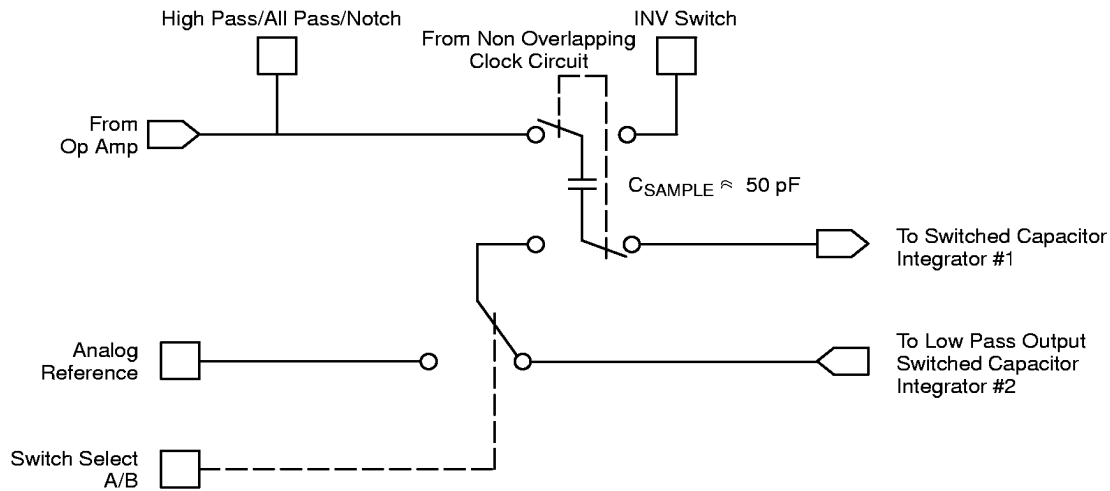 High Pass/All Pass/Notch
INV Switch
From Non Overlapping
Clock Circuit
From
Op Amp
CSAMPLE ≈ 50 pF
To Switched Capacitor
Integrator #1
Analog
Reference
To Low Pass Output
Switched Capacitor
Integrator #2
Switch Select
A/B